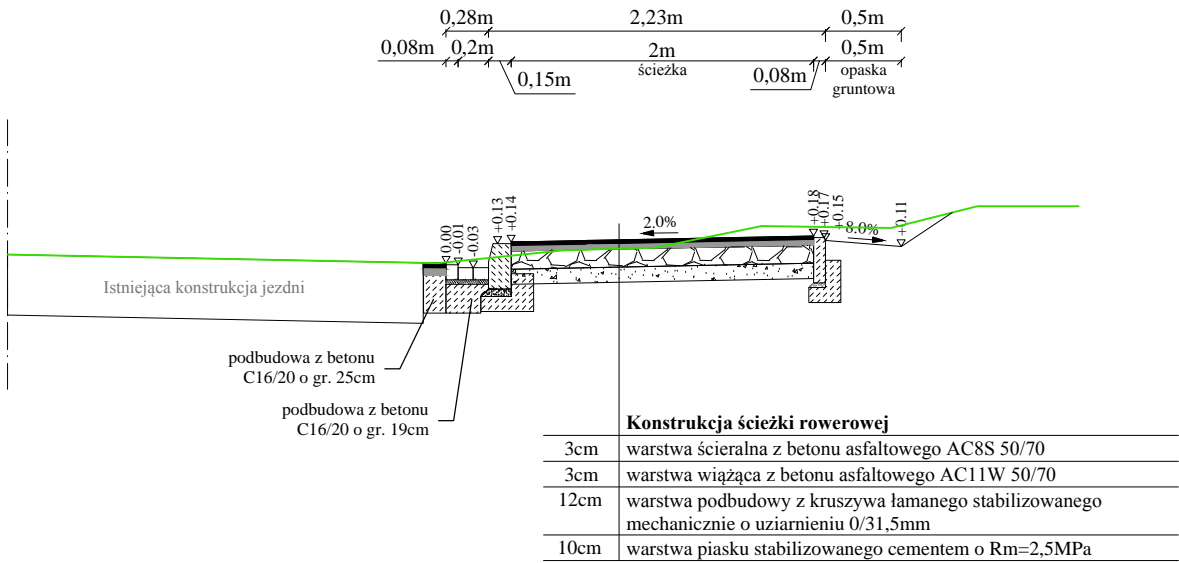 0,28m 2,23m 0,5m
0,08m 0,2m 2m 0,5m
ścieżka opaska
0,15m 0,08m gruntowa
0.00 -0.01 -0.03 +0.13 +0.14 2.0% +0.18 +0.17 +0.15 8.0% +0.11
Istniejąca konstrukcja jezdni
podbudowa z betonu
C16/20 o gr. 25cm
podbudowa z betonu
C16/20 o gr. 19cm
Konstrukcja ścieżki rowerowej
3cm warstwa ścieralna z betonu asfaltowego AC8S 50/70
3cm warstwa wiążąca z betonu asfaltowego AC11W 50/70
12cm warstwa podbudowy z kruszywa łamanego stabilizowanego
mechanicznie o uziarnieniu 0/31,5mm
10cm warstwa piasku stabilizowanego cementem o Rm=2,5MPa